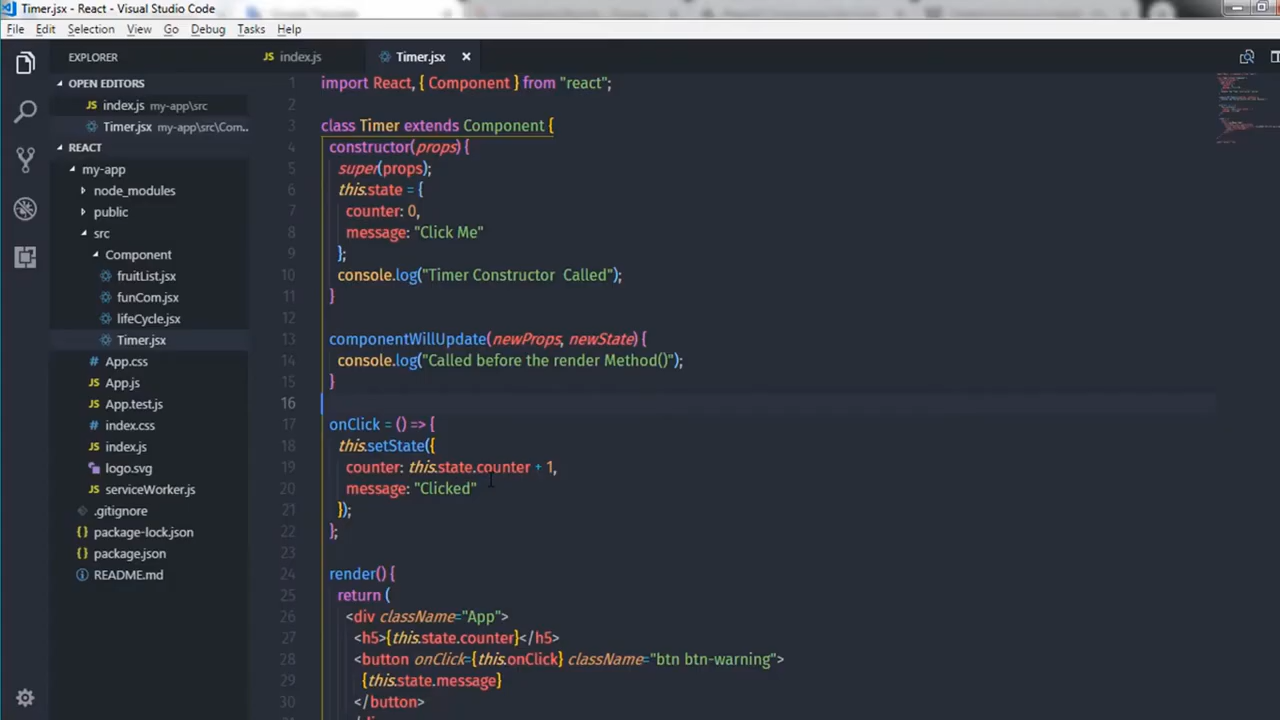 Timer.jsx - React - Visual Studio Code
File Edit Selection View Go Debug Tasks Help
EXPLORER
OPEN EDITORS
JS index.js my-app\src
Timer.jsx my-app\src\Com...
REACT
my-app
node_modules
public
src
Component
fruitList.jsx
funCom.jsx
lifeCycle.jsx
Timer.jsx
# App.css
JS App.js
JS App.test.js
# index.css
JS index.js
logo.svg
JS serviceWorker.js
.gitignore
{} package-lock.json
{} package.json
README.md
JS index.js
Timer.jsx
1 import React, { Component } from "react";
2
3 class Timer extends Component {
4 constructor(props) {
5 super(props);
6 this.state = {
7 counter: 0,
8 message: "Click Me"
9 };
10 console.log("Timer Constructor  Called");
11 }
12
13 componentWillUpdate(newProps, newState) {
14 console.log("Called before the render Method()");
15 }
16
17 onClick = () => {
18 this.setState({
19 counter: this.state.counter + 1,
20 message: "Clicked"
21 });
22 };
23
24 render() {
25 return (
26 <div className="App">
27 <h5>{this.state.counter}</h5>
28 <button onClick={this.onClick} className="btn btn-warning">
29 {this.state.message}
30 </button>